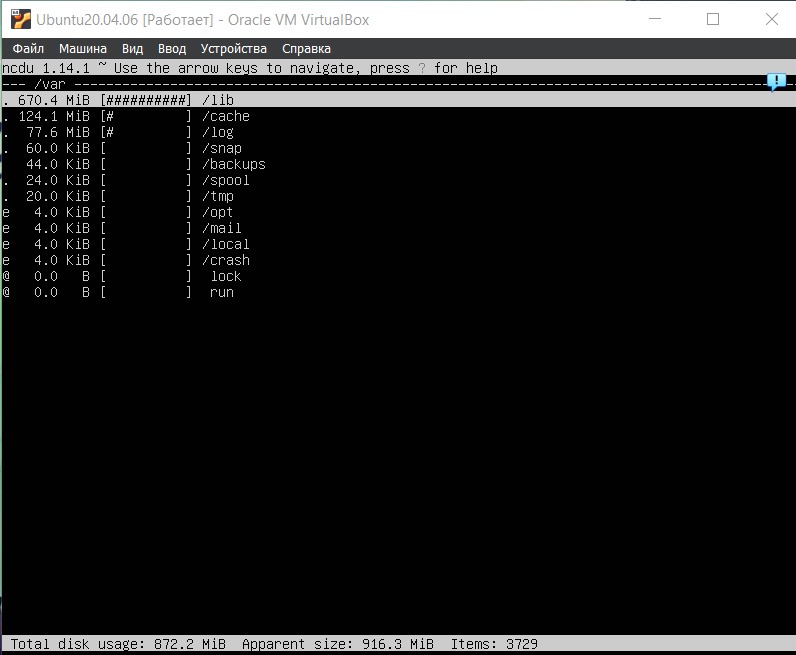 Ubuntu20.04.06 [Работает] - Oracle VM VirtualBox
Файл Машина Вид Ввод Устройства Справка
ncdu 1.14.1 ~ Use the arrow keys to navigate, press ? for help
--- /var ---
. 670.4 MiB [##########] /lib
. 124.1 MiB [#         ] /cache
.  77.6 MiB [#         ] /log
.  60.0 KiB [          ] /snap
   44.0 KiB [          ] /backups
.  24.0 KiB [          ] /spool
.  20.0 KiB [          ] /tmp
e   4.0 KiB [          ] /opt
e   4.0 KiB [          ] /mail
e   4.0 KiB [          ] /local
e   4.0 KiB [          ] /crash
@   0.0   B [          ]  lock
@   0.0   B [          ]  run
Total disk usage: 872.2 MiB  Apparent size: 916.3 MiB  Items: 3729